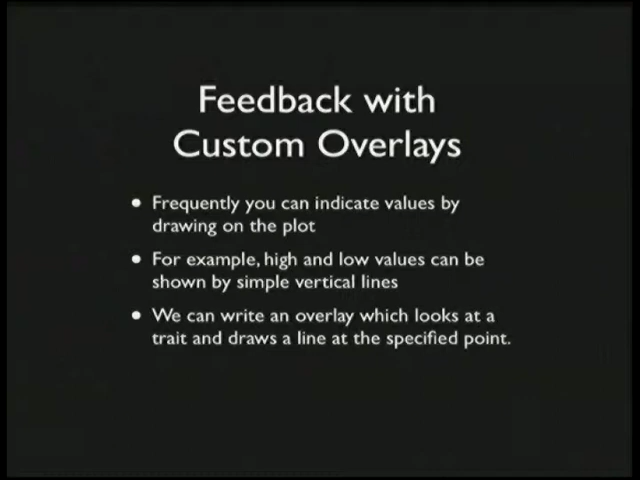 Feedback with
Custom Overlays
• Frequently you can indicate values by
drawing on the plot
• For example, high and low values can be
shown by simple vertical lines
• We can write an overlay which looks at a
trait and draws a line at the specified point.